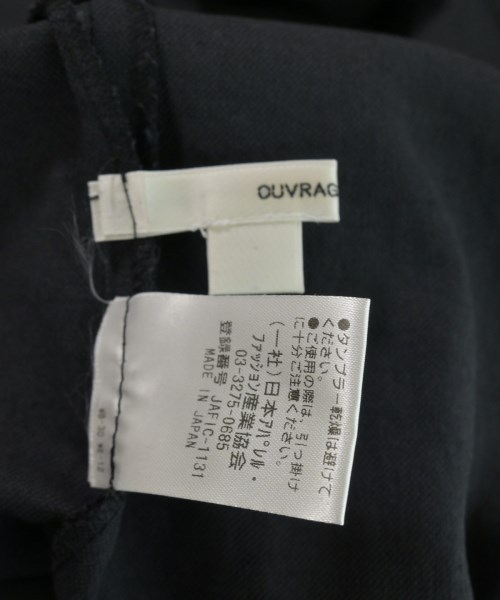 OUVRAG
●タンブラー乾燥は避けて
ください。
●ご使用の際は、引っ掛け
に十分ご注意ください。
(一社)日本アパレル・
ファッション産業協会
03-3275-0685
登録番号 JAFIC-1131
MADE IN JAPAN